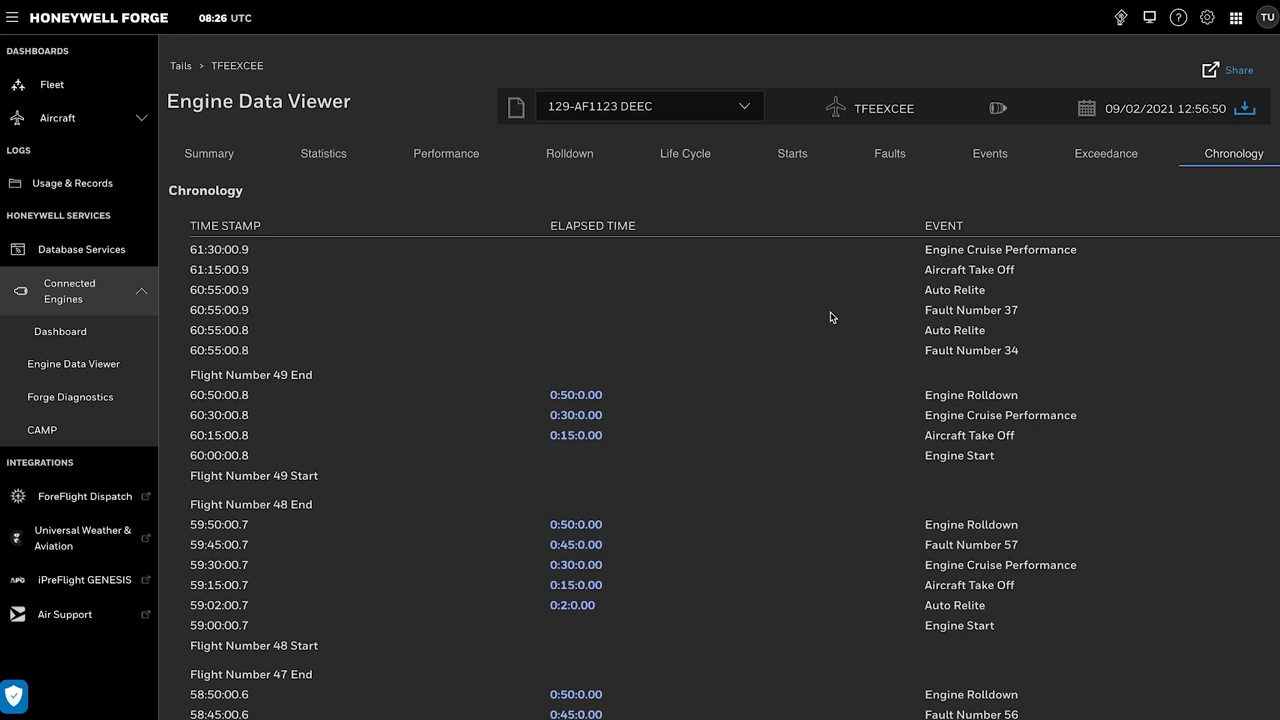 HONEYWELL FORGE
08:26 UTC
TU
DASHBOARDS
Fleet
Aircraft
LOGS
Usage & Records
HONEYWELL SERVICES
Database Services
Connected
Engines
Dashboard
Engine Data Viewer
Forge Diagnostics
CAMP
INTEGRATIONS
ForeFlight Dispatch
Universal Weather &
Aviation
APG iPreFlight GENESIS
Air Support
Tails > TFEEXCEE
Share
Engine Data Viewer
129-AF1123 DEEC
TFEEXCEE
09/02/2021 12:56:50
Summary Statistics Performance Rolldown Life Cycle Starts Faults Events Exceedance Chronology
Chronology
TIME STAMP ELAPSED TIME EVENT
61:30:00.9 Engine Cruise Performance
61:15:00.9 Aircraft Take Off
60:55:00.9 Auto Relite
60:55:00.9 Fault Number 37
60:55:00.8 Auto Relite
60:55:00.8 Fault Number 34
Flight Number 49 End
60:50:00.8 0:50:0.00 Engine Rolldown
60:30:00.8 0:30:0.00 Engine Cruise Performance
60:15:00.8 0:15:0.00 Aircraft Take Off
60:00:00.8 Engine Start
Flight Number 49 Start
Flight Number 48 End
59:50:00.7 0:50:0.00 Engine Rolldown
59:45:00.7 0:45:0.00 Fault Number 57
59:30:00.7 0:30:0.00 Engine Cruise Performance
59:15:00.7 0:15:0.00 Aircraft Take Off
59:02:00.7 0:2:0.00 Auto Relite
59:00:00.7 Engine Start
Flight Number 48 Start
Flight Number 47 End
58:50:00.6 0:50:0.00 Engine Rolldown
58:45:00.6 0:45:0.00 Fault Number 56